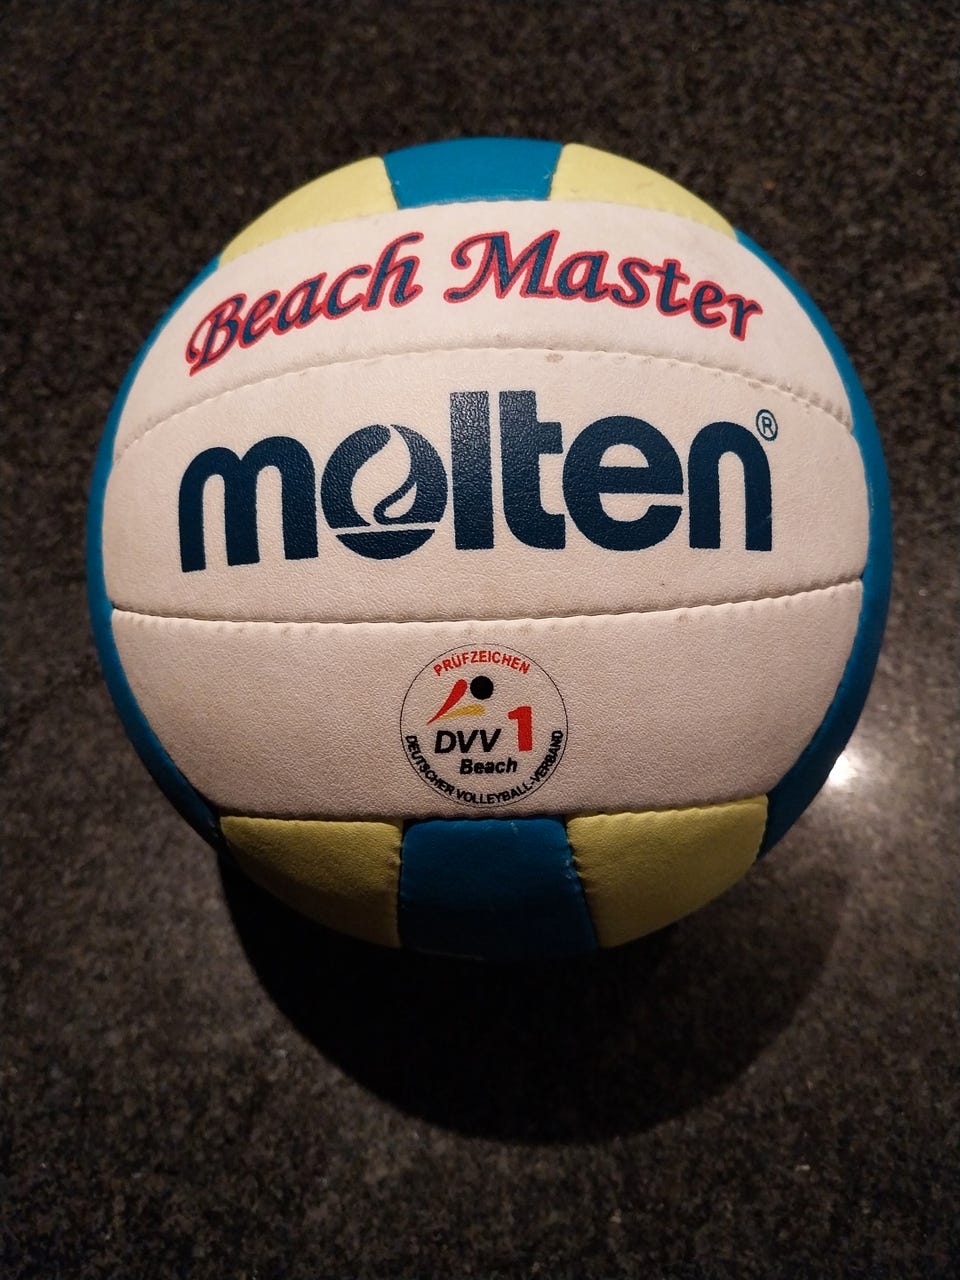 Beach Master
molten®
PRÜFZEICHEN
DVV 1
Beach
DEUTSCHER VOLLEYBALL-VERBAND